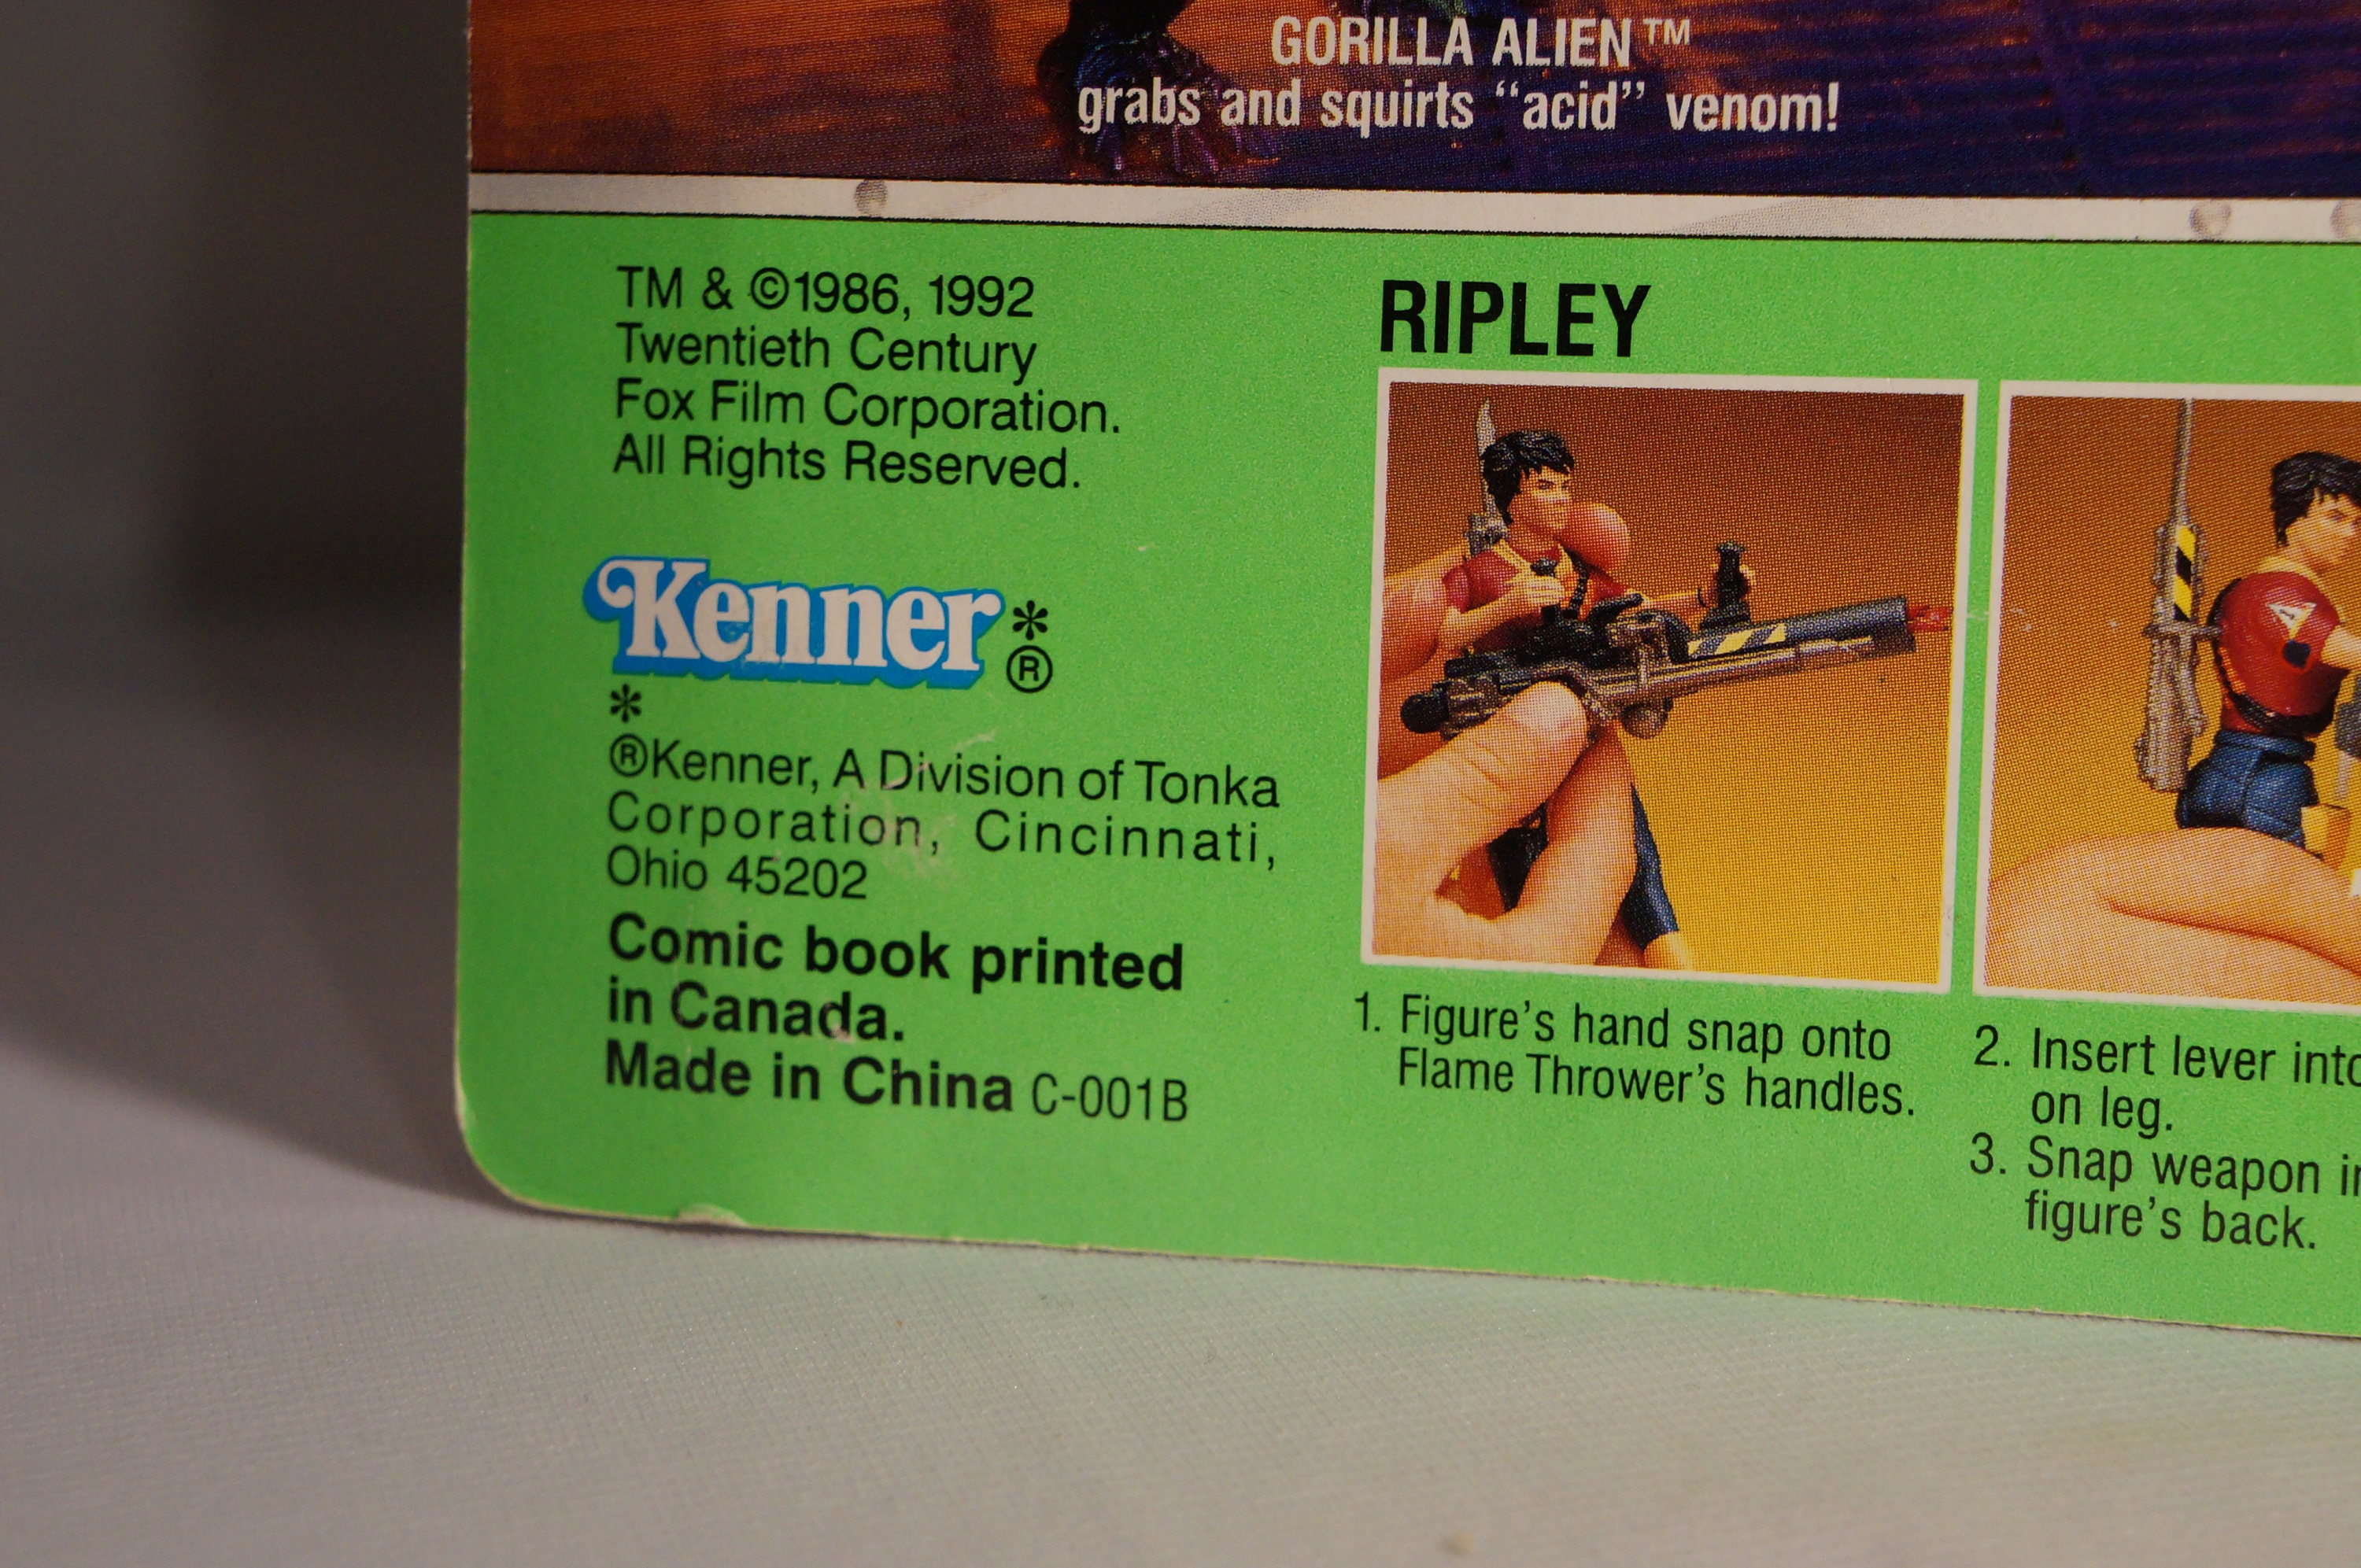 GORILLA ALIEN™
grabs and squirts “acid” venom!
TM & ©1986, 1992
Twentieth Century
Fox Film Corporation.
All Rights Reserved.
Kenner*
®
*
®Kenner, A Division of Tonka
Corporation, Cincinnati,
Ohio 45202
Comic book printed
in Canada.
Made in China C-001B
RIPLEY
1. Figure's hand snap onto
Flame Thrower's handles.
2. Insert lever into
on leg.
3. Snap weapon
figure's back.